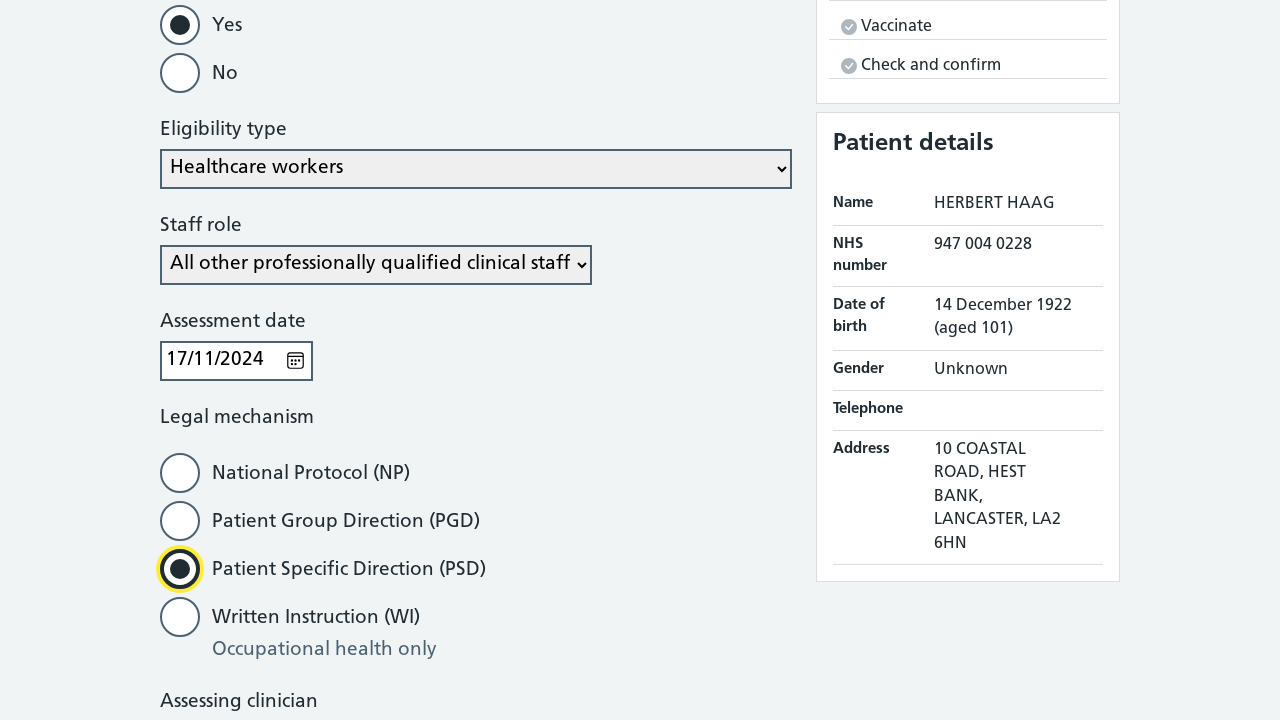 Yes
No
Eligibility type
Healthcare workers
Staff role
All other professionally qualified clinical staff
Assessment date
17/11/2024
Legal mechanism
National Protocol (NP)
Patient Group Direction (PGD)
Patient Specific Direction (PSD)
Written Instruction (WI)
Occupational health only
Assessing clinician
Vaccinate
Check and confirm
Patient details
Name HERBERT HAAG
NHS number 947 004 0228
Date of birth 14 December 1922 (aged 101)
Gender Unknown
Telephone
Address 10 COASTAL
ROAD, HEST
BANK,
LANCASTER, LA2
6HN